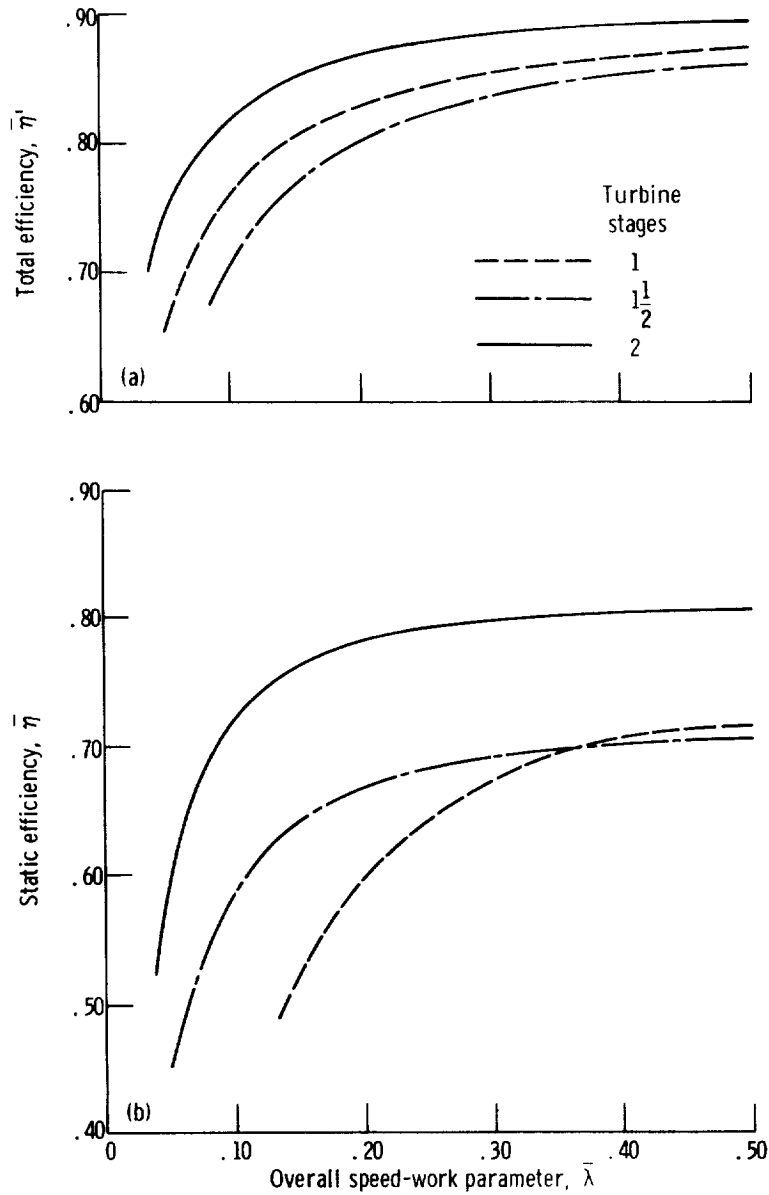 .90
.80
.70
.60
Total efficiency, η̅'
Turbine
stages
1
1 1/2
2
(a)
.90
.80
.70
.60
.50
.40
Static efficiency, η̅
(b)
0 .10 .20 .30 .40 .50
Overall speed-work parameter, λ̅